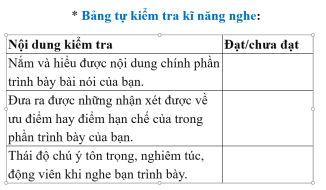 * Bảng tự kiểm tra kĩ năng nghe:
Nội dung kiểm tra
Đạt/chưa đạt
Nắm và hiểu được nội dung chính phần
trình bày bài nói của bạn.
Đưa ra được những nhận xét được về
ưu điểm hay điểm hạn chế của trong
phần trình bày của bạn.
Thái độ chú ý tôn trọng, nghiêm túc,
động viên khi nghe bạn trình bày.